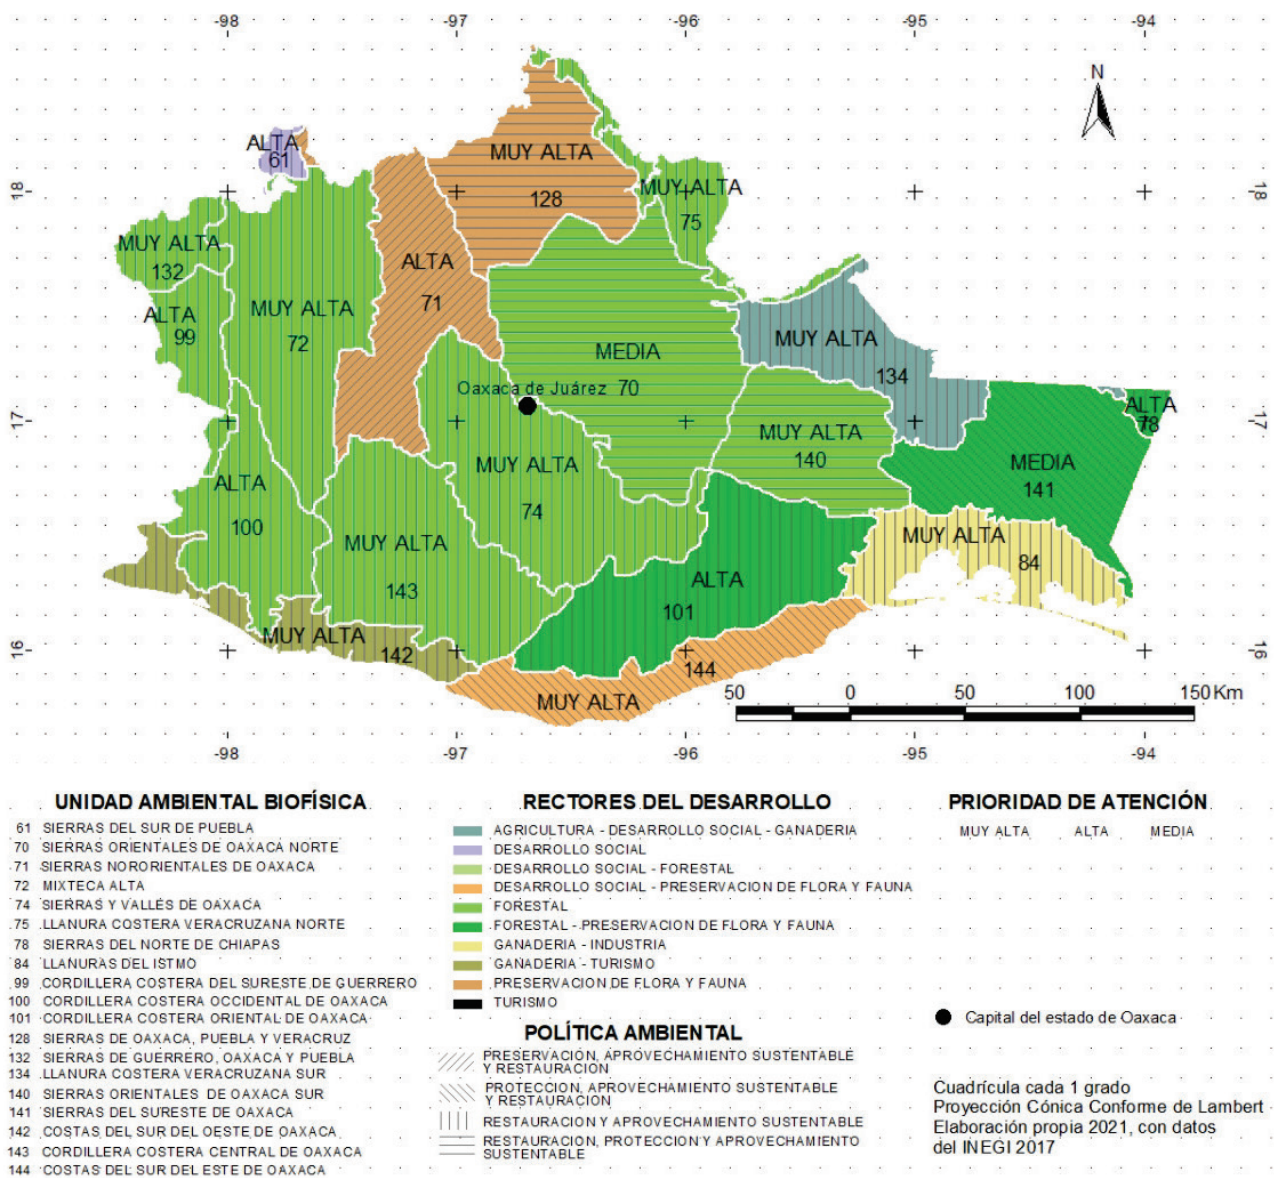 -98 -97 -96 -95 -94
N
ALTA
61
MUY ALTA
128
18
18
MUY ALTA
75
MUY ALTA
132
ALTA
71
ALTA
99
MUY ALTA
72
MEDIA
70
MUY ALTA
134
Oaxaca de Juárez
17
17
ALTA
78
MUY ALTA
140
MUY ALTA
74
MEDIA
141
ALTA
100
MUY ALTA
143
MUY ALTA
84
ALTA
101
MUY ALTA
142
16
16
144
MUY ALTA
50 0 50 100 150 Km
-98 -97 -96 -95 -94
UNIDAD AMBIENTAL BIOFÍSICA
61 SIERRAS DEL SUR DE PUEBLA
70 SIERRAS ORIENTALES DE OAXACA NORTE
71 SIERRAS NORORIENTALES DE OAXACA
72 MIXTECA ALTA
74 SIERRAS Y VALLES DE OAXACA
75 LLANURA COSTERA VERACRUZANA NORTE
78 SIERRAS DEL NORTE DE CHIAPAS
84 LLANURAS DEL ISTMO
99 CORDILLERA COSTERA DEL SURESTE DE GUERRERO
100 CORDILLERA COSTERA OCCIDENTAL DE OAXACA
101 CORDILLERA COSTERA ORIENTAL DE OAXACA
128 SIERRAS DE OAXACA, PUEBLA Y VERACRUZ
132 SIERRAS DE GUERRERO, OAXACA Y PUEBLA
134 LLANURA COSTERA VERACRUZANA SUR
140 SIERRAS ORIENTALES DE OAXACA SUR
141 SIERRAS DEL SURESTE DE OAXACA
142 COSTAS DEL SUR DEL OESTE DE OAXACA
143 CORDILLERA COSTERA CENTRAL DE OAXACA
144 COSTAS DEL SUR DEL ESTE DE OAXACA
RECTORES DEL DESARROLLO
AGRICULTURA - DESARROLLO SOCIAL - GANADERIA
DESARROLLO SOCIAL
DESARROLLO SOCIAL - FORESTAL
DESARROLLO SOCIAL - PRESERVACION DE FLORA Y FAUNA
FORESTAL
FORESTAL - PRESERVACION DE FLORA Y FAUNA
GANADERIA - INDUSTRIA
GANADERIA - TURISMO
PRESERVACION DE FLORA Y FAUNA
TURISMO
POLÍTICA AMBIENTAL
PRESERVACIÓN, APROVECHAMIENTO SUSTENTABLE
Y RESTAURACIÓN
PROTECCION, APROVECHAMIENTO SUSTENTABLE
Y RESTAURACIÓN
RESTAURACION Y APROVECHAMIENTO SUSTENTABLE
RESTAURACION, PROTECCION Y APROVECHAMIENTO
SUSTENTABLE
PRIORIDAD DE ATENCIÓN
MUY ALTA ALTA MEDIA
Capital del estado de Oaxaca
Cuadrícula cada 1 grado
Proyección Cónica Conforme de Lambert
Elaboración propia 2021, con datos
del INEGI 2017